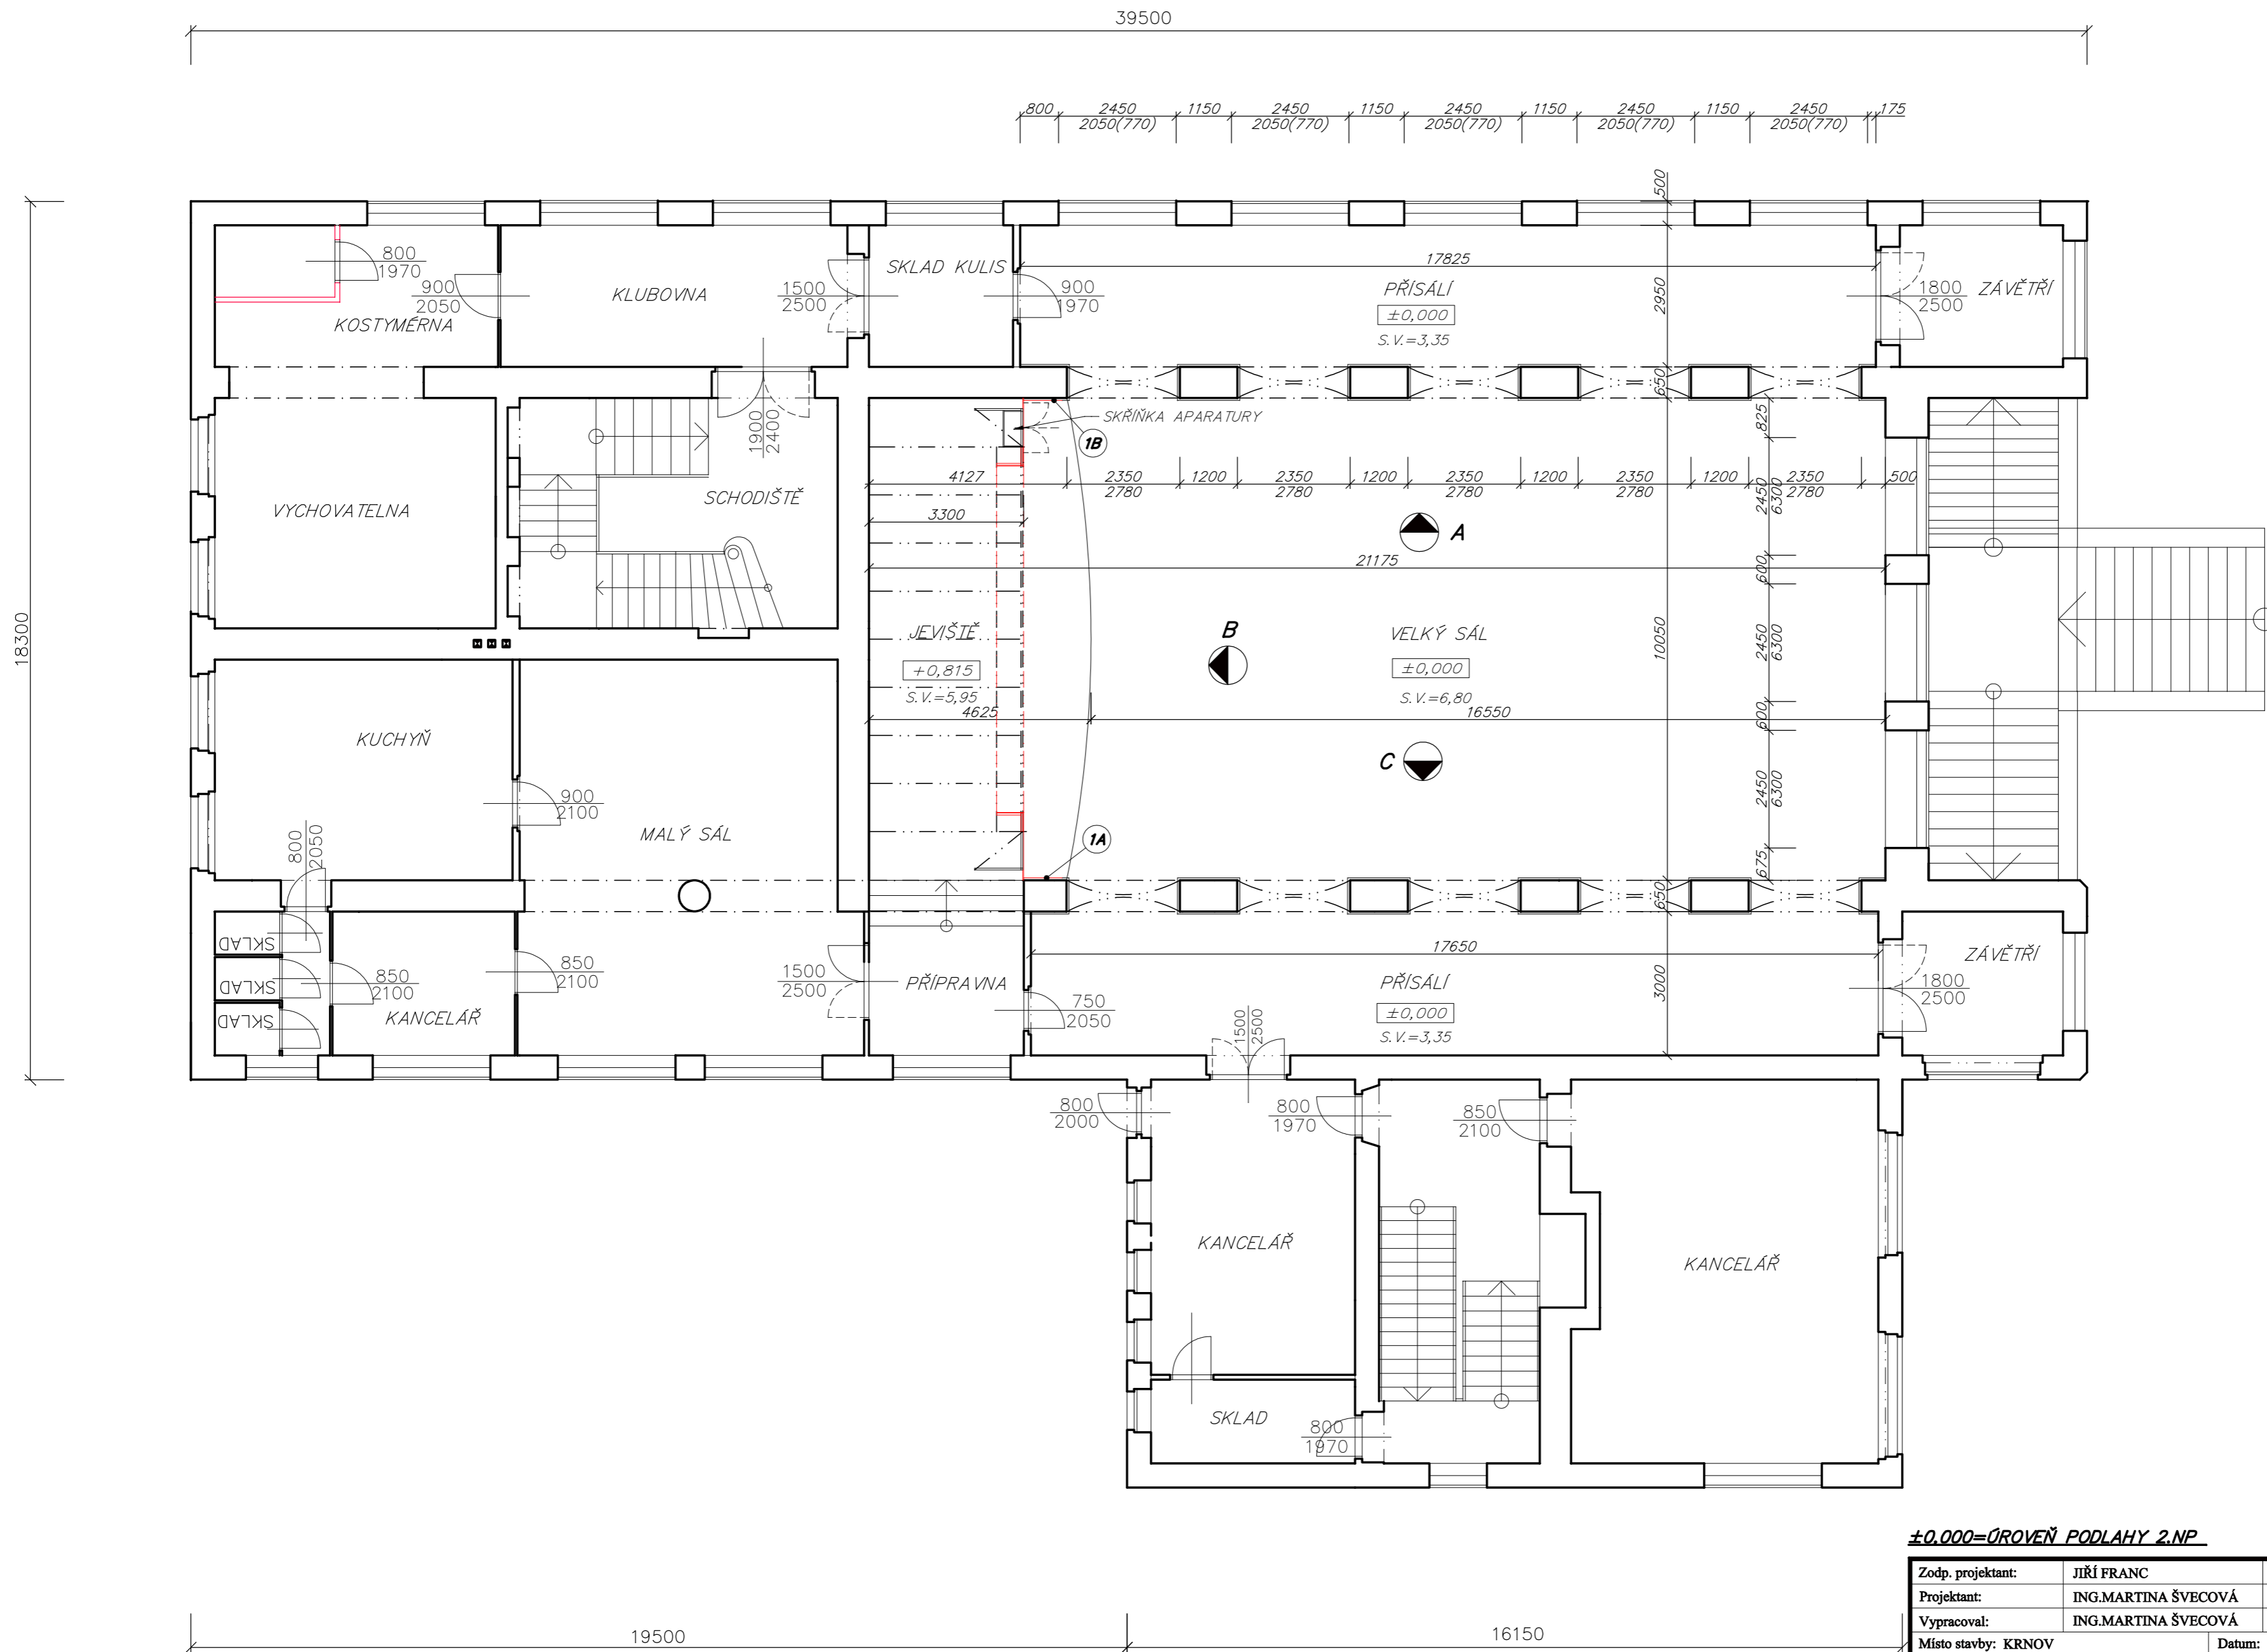 39500
800 2450 1150 2450 1150 2450 1150 2450 1150 2450 175
2050(770) 2050(770) 2050(770) 2050(770) 2050(770)
500
18300
800
1970
900
2050
KOSTYMÉRNA
KLUBOVNA
1500
2500
SKLAD KULIS
900
1970
17825
PŘÍSÁLÍ
±0,000
S.V.=3,35
2950
1800
2500
ZÁVĚTŘÍ
650
1900
2400
SKŘÍŇKA APARATURY
1B
825
VYCHOVATELNA
SCHODIŠTĚ
4127 2350 1200 2350 1200 2350 1200 2350 1200 2350 500
2780 2780 2780 2780 2780
2450
6300
3300
A
21175
600
JEVIŠTĚ
+0,815
S.V.=5,95
B
VELKÝ SÁL
±0,000
S.V.=6,80
10050
2450
6300
4625
16550
600
KUCHYŇ
C
900
2100
MALÝ SÁL
2450
6300
800
2050
1A
675
650
SKLAD
SKLAD
SKLAD
850
2100
KANCELÁŘ
850
2100
1500
2500
PŘÍPRAVNA
750
2050
17650
PŘÍSÁLÍ
±0,000
S.V.=3,35
3000
1800
2500
ZÁVĚTŘÍ
1500
2500
800
2000
800
1970
850
2100
KANCELÁŘ
KANCELÁŘ
SKLAD
800
1970
±0,000=ÚROVEŇ PODLAHY 2.NP
Zodp. projektant: JIŘÍ FRANC
Projektant: ING.MARTINA ŠVECOVÁ
Vypracoval: ING.MARTINA ŠVECOVÁ
Místo stavby: KRNOV Datum:
19500
16150